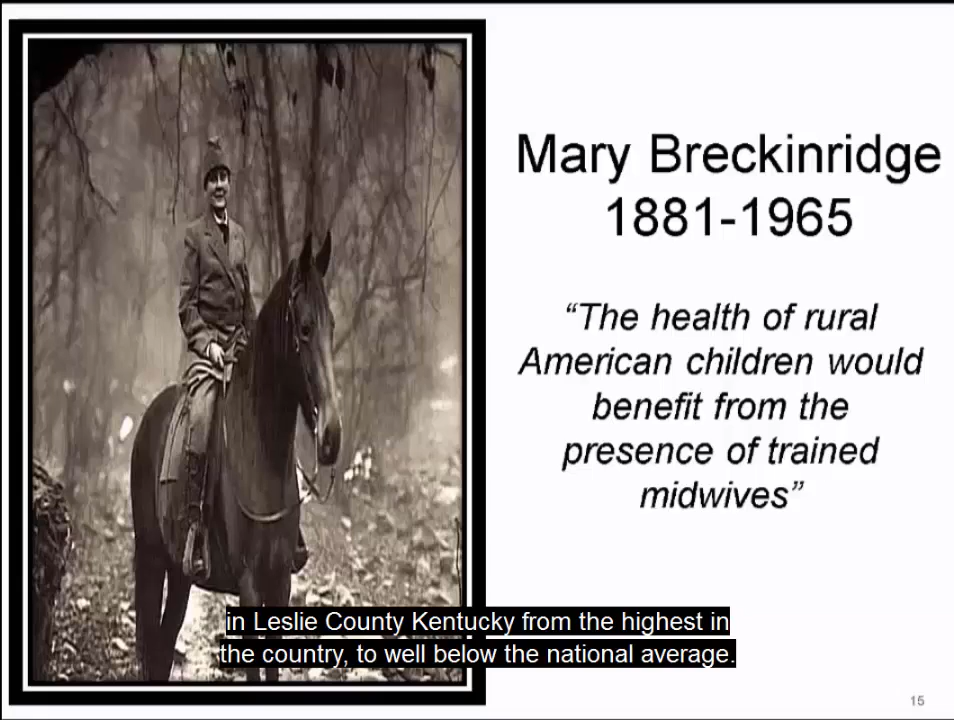 Mary Breckinridge
1881-1965
“The health of rural
American children would
benefit from the
presence of trained
midwives”
in Leslie County Kentucky from the highest in
the country, to well below the national average.
15